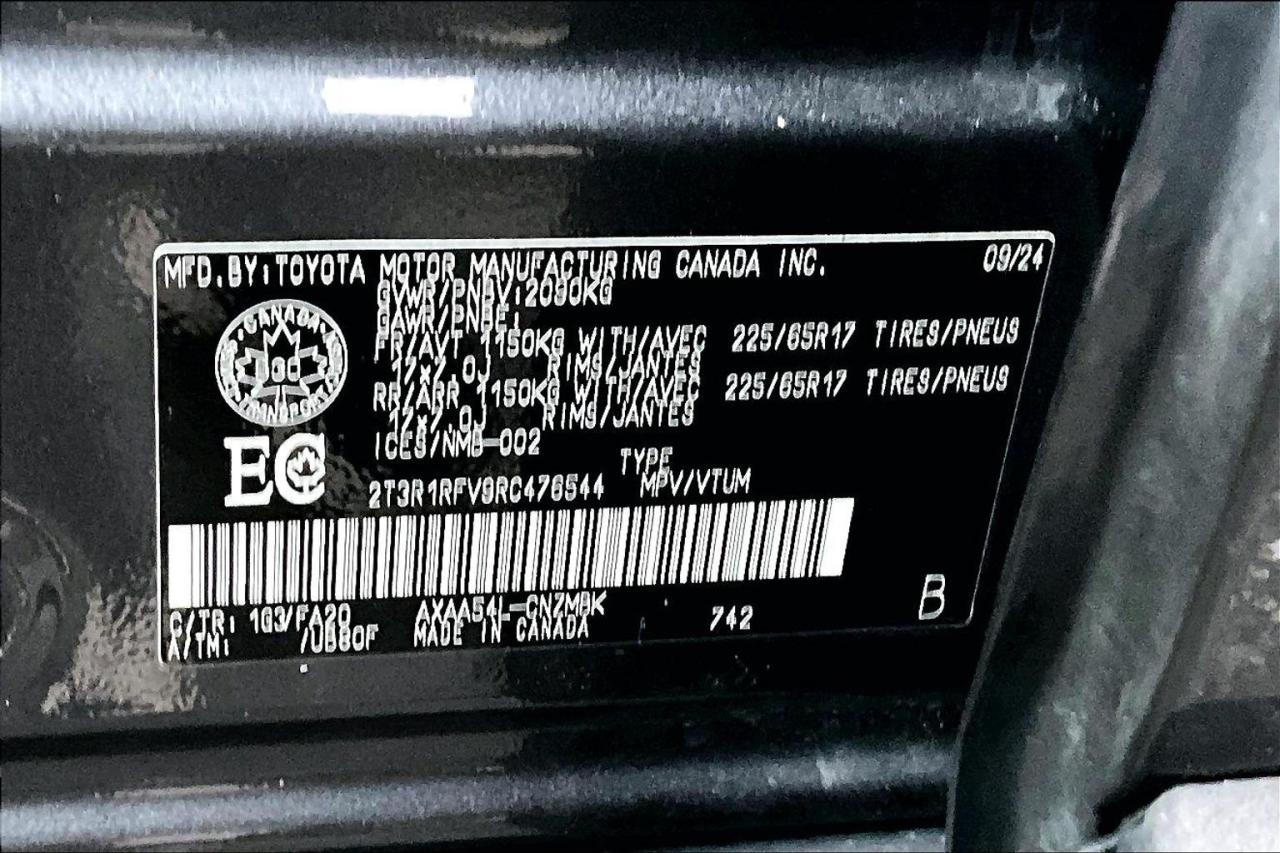 MFD.BY:TOYOTA MOTOR MANUFACTURING CANADA INC. 09/24
GVWR/PNBV:2090KG
GAWR/PNBE:
FR/AVT 1150KG WITH/AVEC 225/65R17 TIRES/PNEUS
17x7.0J RIMS/JANTES
RR/ARR 1150KG WITH/AVEC 225/65R17 TIRES/PNEUS
17x7.0J RIMS/JANTES
ICES/NMB-002
CANADA
TRANSPORT
EC
2T3R1RFV9RC476544 TYPE MPV/VTUM
C/TR: 1G3/FA20 AXAA54L-CNZMBK 742 B
A/TM: /UB80F MADE IN CANADA